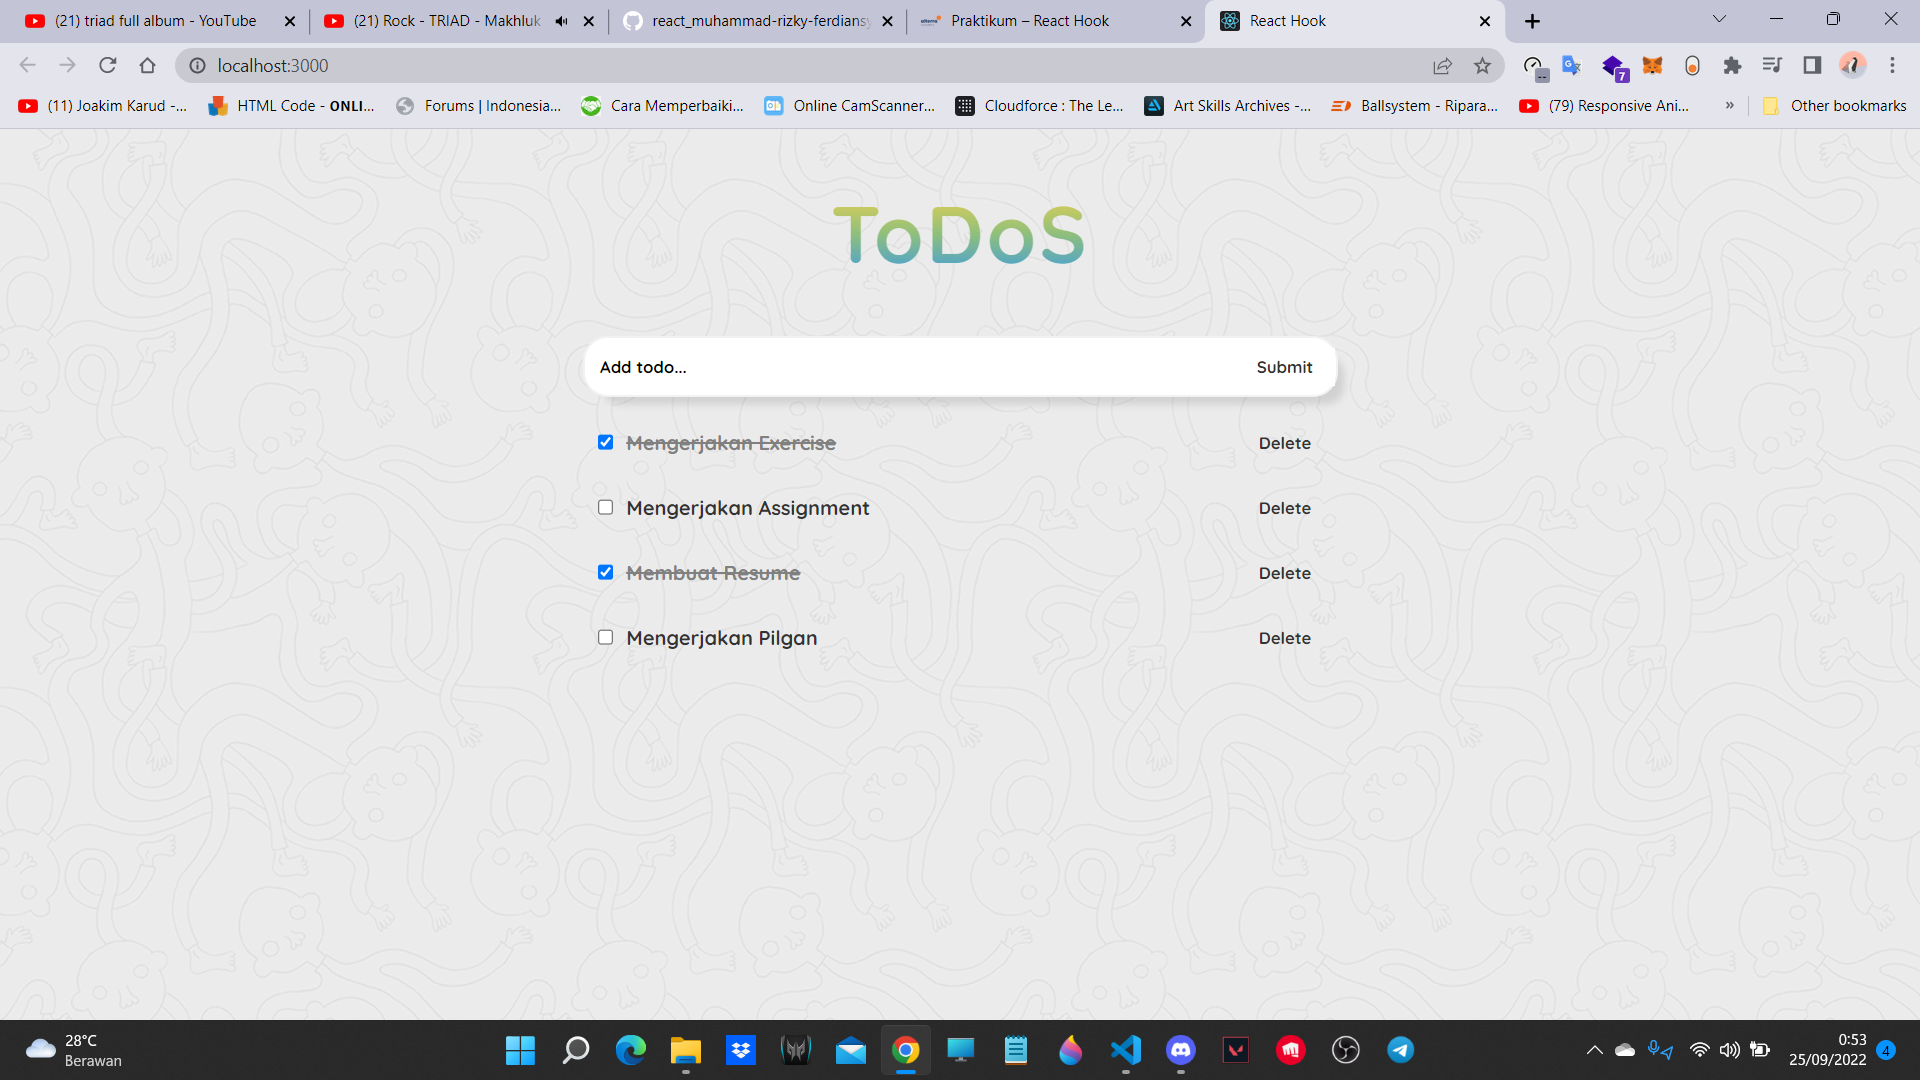 (21) triad full album - YouTube
(21) Rock - TRIAD - Makhluk
react_muhammad-rizky-ferdians
Praktikum – React Hook
React Hook
localhost:3000
7
(11) Joakim Karud -...
HTML Code - ONLI...
Forums | Indonesia...
Cara Memperbaiki...
Online CamScanner...
Cloudforce : The Le...
Art Skills Archives -...
Ballsystem - Ripara...
(79) Responsive Ani...
»
Other bookmarks
ToDoS
Add todo...
Submit
Mengerjakan Exercise
Delete
Mengerjakan Assignment
Delete
Membuat Resume
Delete
Mengerjakan Pilgan
Delete
28°C
Berawan
0:53
25/09/2022
4